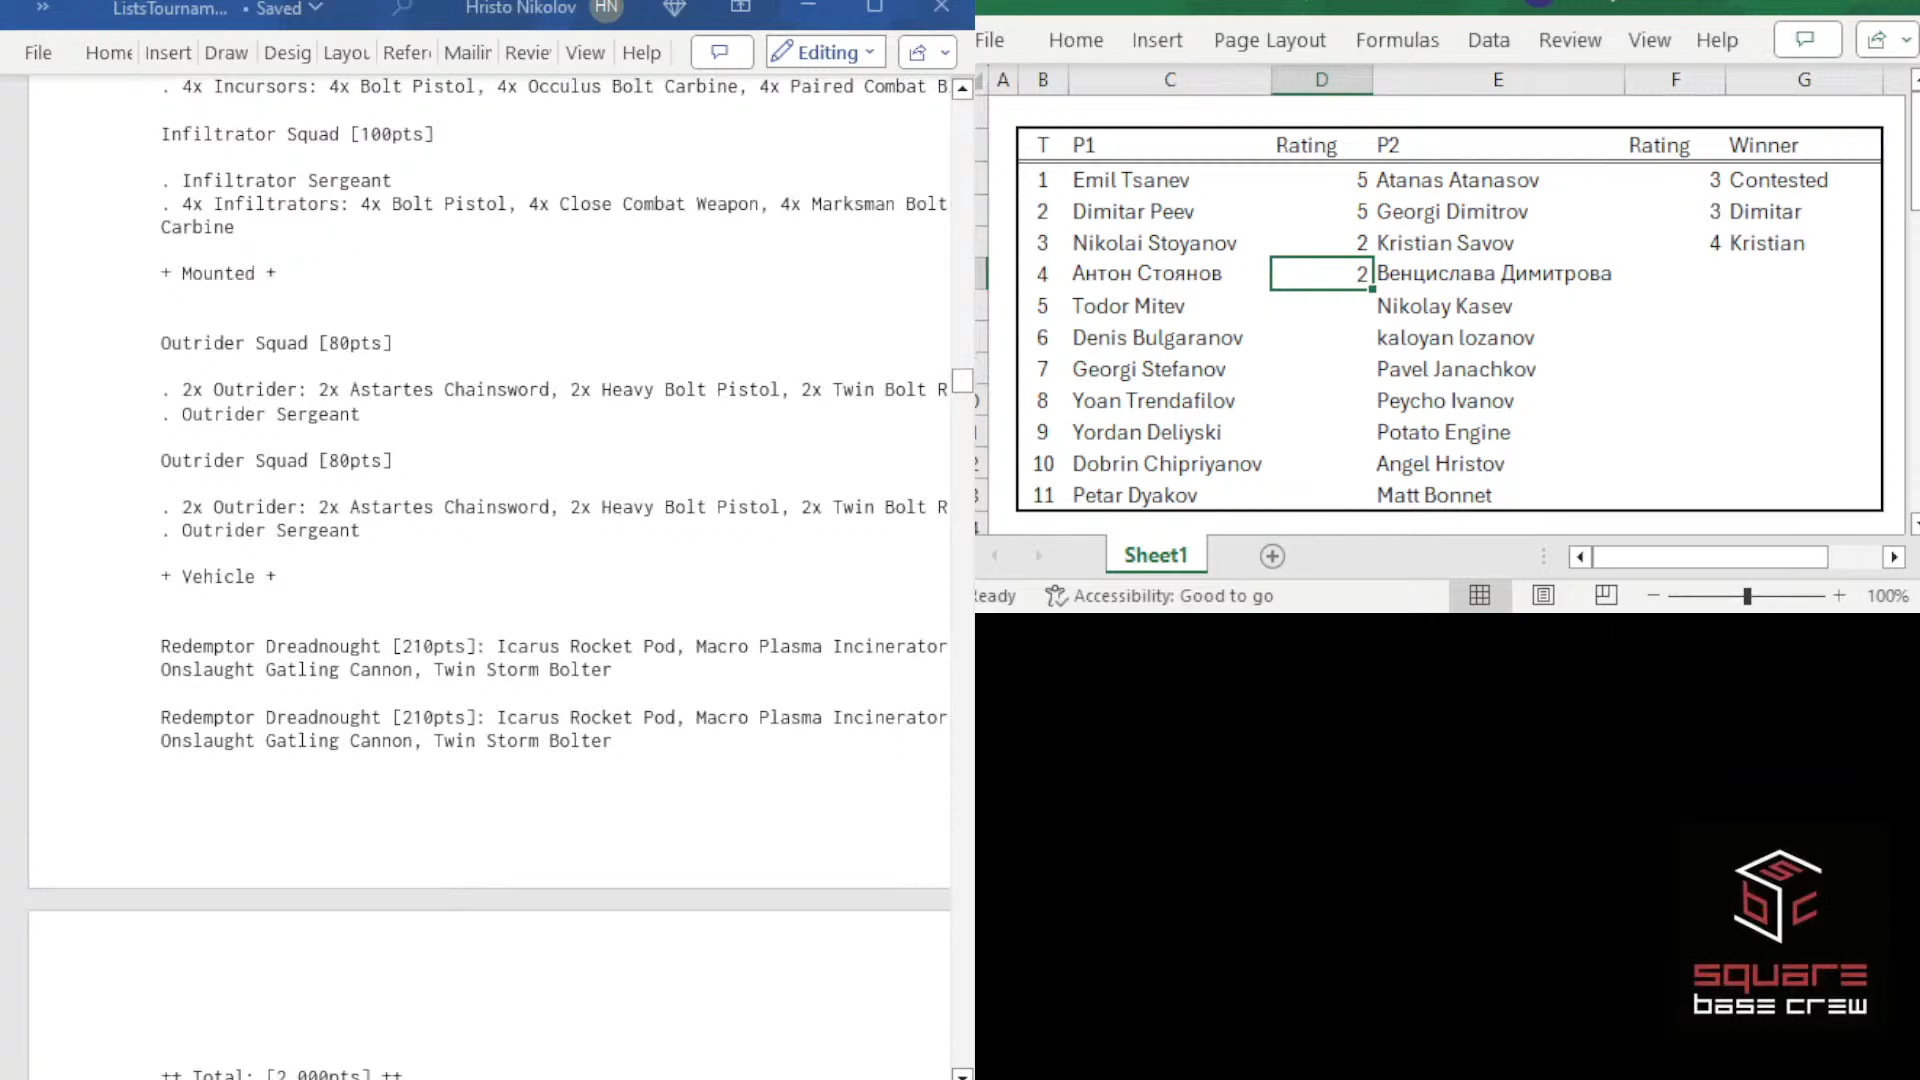 ListsTournam... • Saved
Hristo Nikolov HN
File Home Insert Draw Desig Layou Refer Mailin Revie View Help Editing
. 4x Incursors: 4x Bolt Pistol, 4x Occulus Bolt Carbine, 4x Paired Combat B
Infiltrator Squad [100pts]
. Infiltrator Sergeant
. 4x Infiltrators: 4x Bolt Pistol, 4x Close Combat Weapon, 4x Marksman Bolt
Carbine
+ Mounted +
Outrider Squad [80pts]
. 2x Outrider: 2x Astartes Chainsword, 2x Heavy Bolt Pistol, 2x Twin Bolt R
. Outrider Sergeant
Outrider Squad [80pts]
. 2x Outrider: 2x Astartes Chainsword, 2x Heavy Bolt Pistol, 2x Twin Bolt R
. Outrider Sergeant
+ Vehicle +
Redemptor Dreadnought [210pts]: Icarus Rocket Pod, Macro Plasma Incinerator
Onslaught Gatling Cannon, Twin Storm Bolter
Redemptor Dreadnought [210pts]: Icarus Rocket Pod, Macro Plasma Incinerator
Onslaught Gatling Cannon, Twin Storm Bolter
++ Total: [2,000pts] ++
File Home Insert Page Layout Formulas Data Review View Help
A B C D E F G
T P1 Rating P2 Rating Winner
1 Emil Tsanev 5 Atanas Atanasov 3 Contested
2 Dimitar Peev 5 Georgi Dimitrov 3 Dimitar
3 Nikolai Stoyanov 2 Kristian Savov 4 Kristian
4 Антон Стоянов 2 Венцислава Димитрова
5 Todor Mitev Nikolay Kasev
6 Denis Bulgaranov kaloyan lozanov
7 Georgi Stefanov Pavel Janachkov
8 Yoan Trendafilov Peycho Ivanov
9 Yordan Deliyski Potato Engine
10 Dobrin Chipriyanov Angel Hristov
11 Petar Dyakov Matt Bonnet
Sheet1
Ready Accessibility: Good to go 100%
sbc
square
base crew